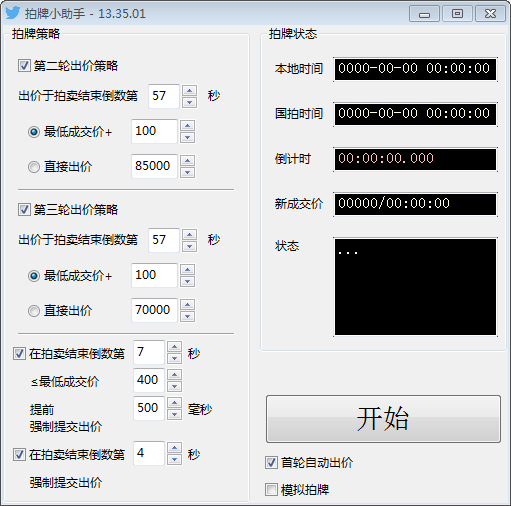 拍牌小助手 - 13.35.01
拍牌策略
第二轮出价策略
出价于拍卖结束倒数第 57 秒
最低成交价+ 100
直接出价 85000
第三轮出价策略
出价于拍卖结束倒数第 57 秒
最低成交价+ 100
直接出价 70000
在拍卖结束倒数第 7 秒
≤最低成交价 400
提前 500 毫秒
强制提交出价
在拍卖结束倒数第 4 秒
强制提交出价
拍牌状态
本地时间 0000-00-00 00:00:00
国拍时间 0000-00-00 00:00:00
倒计时 00:00:00.000
新成交价 00000/00:00:00
状态 ...
开始
首轮自动出价
模拟拍牌